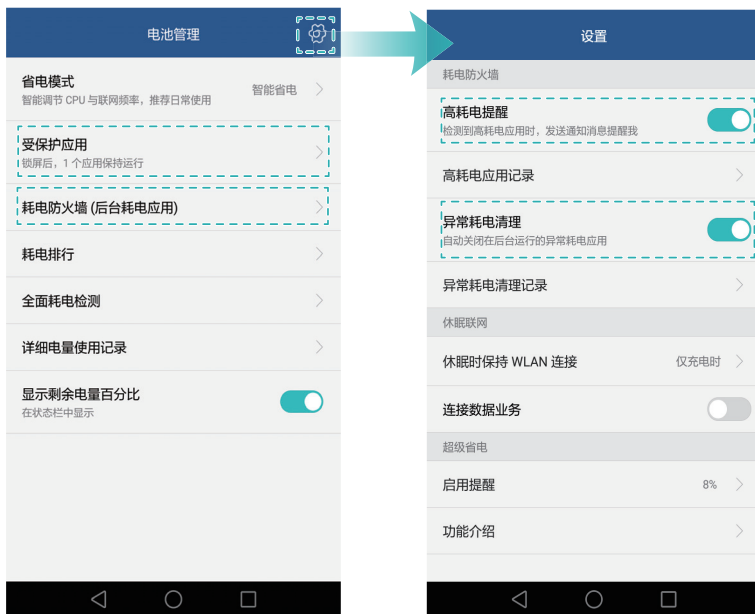 电池管理
省电模式
智能调节 CPU 与联网频率，推荐日常使用
智能省电
受保护应用
锁屏后，1 个应用保持运行
耗电防火墙 (后台耗电应用)
耗电排行
全面耗电检测
详细电量使用记录
显示剩余电量百分比
在状态栏中显示
设置
耗电防火墙
高耗电提醒
检测到高耗电应用时，发送通知消息提醒我
高耗电应用记录
异常耗电清理
自动关闭在后台运行的异常耗电应用
异常耗电清理记录
休眠联网
休眠时保持 WLAN 连接
仅充电时
连接数据业务
超级省电
启用提醒
8%
功能介绍